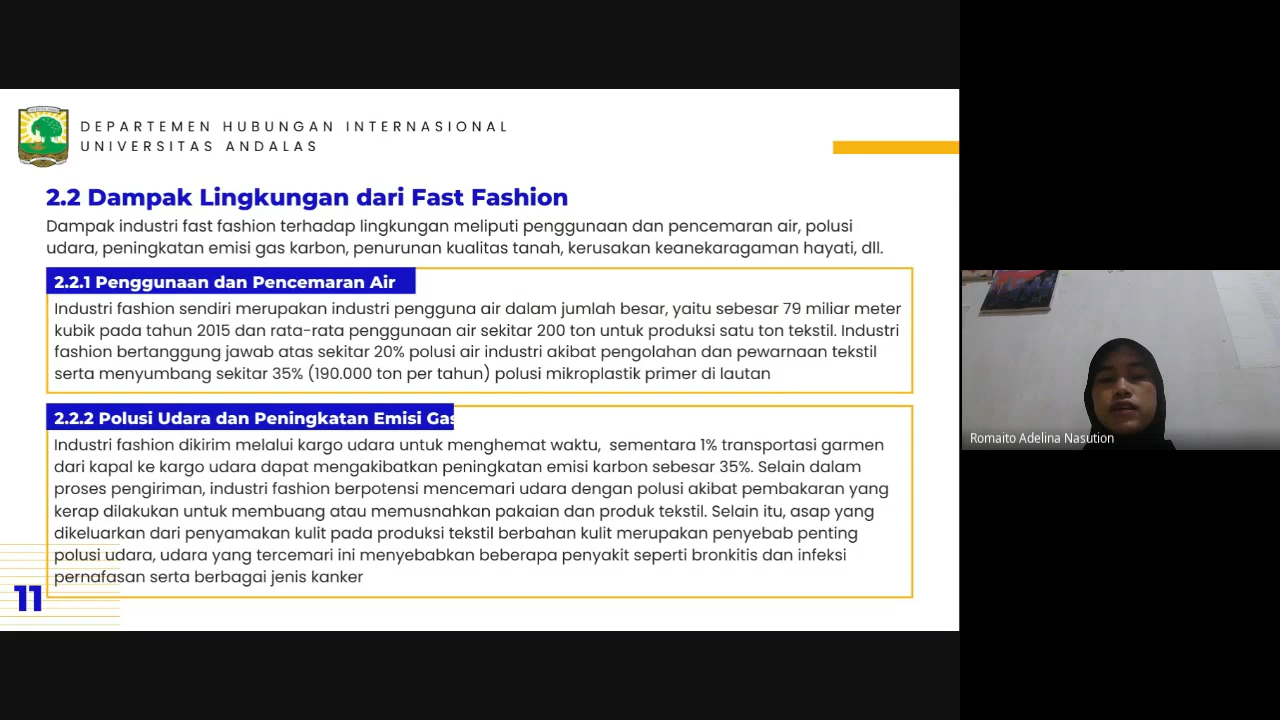 DEPARTEMEN HUBUNGAN INTERNASIONAL
UNIVERSITAS ANDALAS
2.2 Dampak Lingkungan dari Fast Fashion
Dampak industri fast fashion terhadap lingkungan meliputi penggunaan dan pencemaran air, polusi
udara, peningkatan emisi gas karbon, penurunan kualitas tanah, kerusakan keanekaragaman hayati, dll.
2.2.1 Penggunaan dan Pencemaran Air
Industri fashion sendiri merupakan industri pengguna air dalam jumlah besar, yaitu sebesar 79 miliar meter
kubik pada tahun 2015 dan rata-rata penggunaan air sekitar 200 ton untuk produksi satu ton tekstil. Industri
fashion bertanggung jawab atas sekitar 20% polusi air industri akibat pengolahan dan pewarnaan tekstil
serta menyumbang sekitar 35% (190.000 ton per tahun) polusi mikroplastik primer di lautan
2.2.2 Polusi Udara dan Peningkatan Emisi Gas
Industri fashion dikirim melalui kargo udara untuk menghemat waktu, sementara 1% transportasi garmen
dari kapal ke kargo udara dapat mengakibatkan peningkatan emisi karbon sebesar 35%. Selain dalam
proses pengiriman, industri fashion berpotensi mencemari udara dengan polusi akibat pembakaran yang
kerap dilakukan untuk membuang atau memusnahkan pakaian dan produk tekstil. Selain itu, asap yang
dikeluarkan dari penyamakan kulit pada produksi tekstil berbahan kulit merupakan penyebab penting
polusi udara, udara yang tercemari ini menyebabkan beberapa penyakit seperti bronkitis dan infeksi
pernafasan serta berbagai jenis kanker
11
Romaito Adelina Nasution